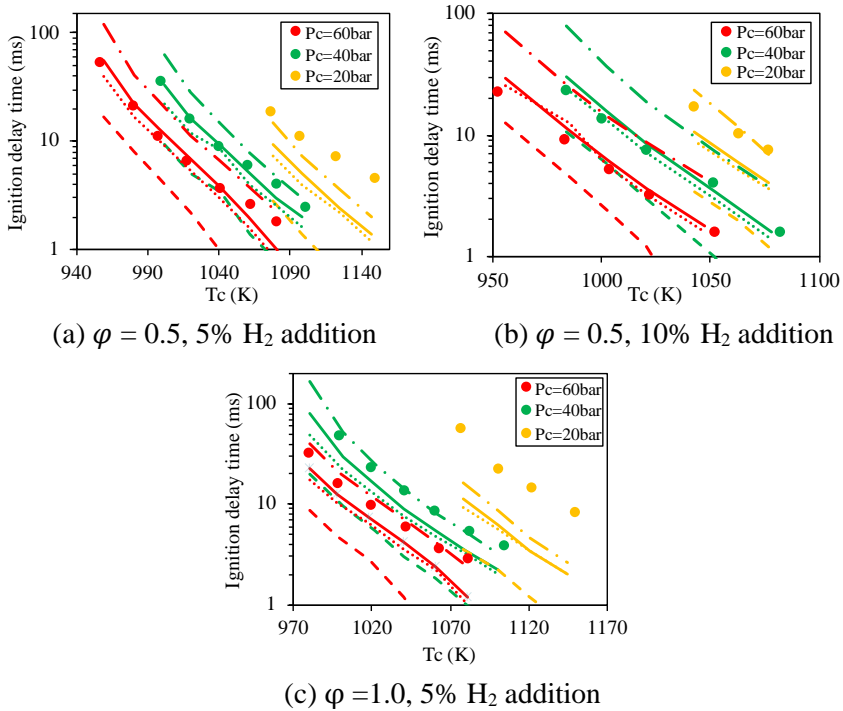 Ignition delay time (ms)
100
10
1
940 990 1040 1090 1140
Tc (K)
Pc=60bar
Pc=40bar
Pc=20bar
(a) φ = 0.5, 5% H₂ addition
Ignition delay time (ms)
100
10
1
950 1000 1050 1100
Tc (K)
Pc=60bar
Pc=40bar
Pc=20bar
(b) φ = 0.5, 10% H₂ addition
Ignition delay time (ms)
100
10
1
970 1020 1070 1120 1170
Tc (K)
Pc=60bar
Pc=40bar
Pc=20bar
(c) φ =1.0, 5% H₂ addition